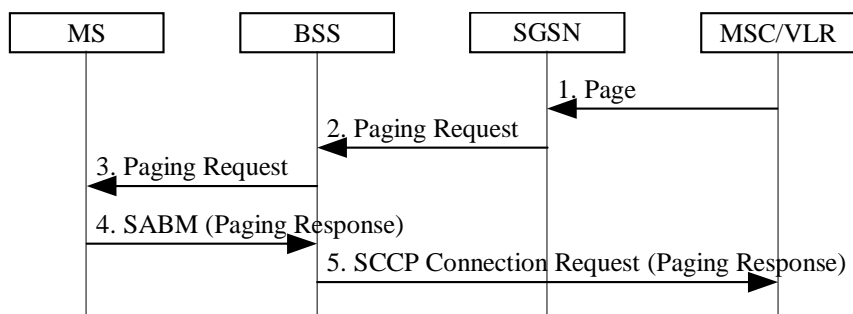 MS
BSS
SGSN
MSC/VLR
1. Page
2. Paging Request
3. Paging Request
4. SABM (Paging Response)
5. SCCP Connection Request (Paging Response)